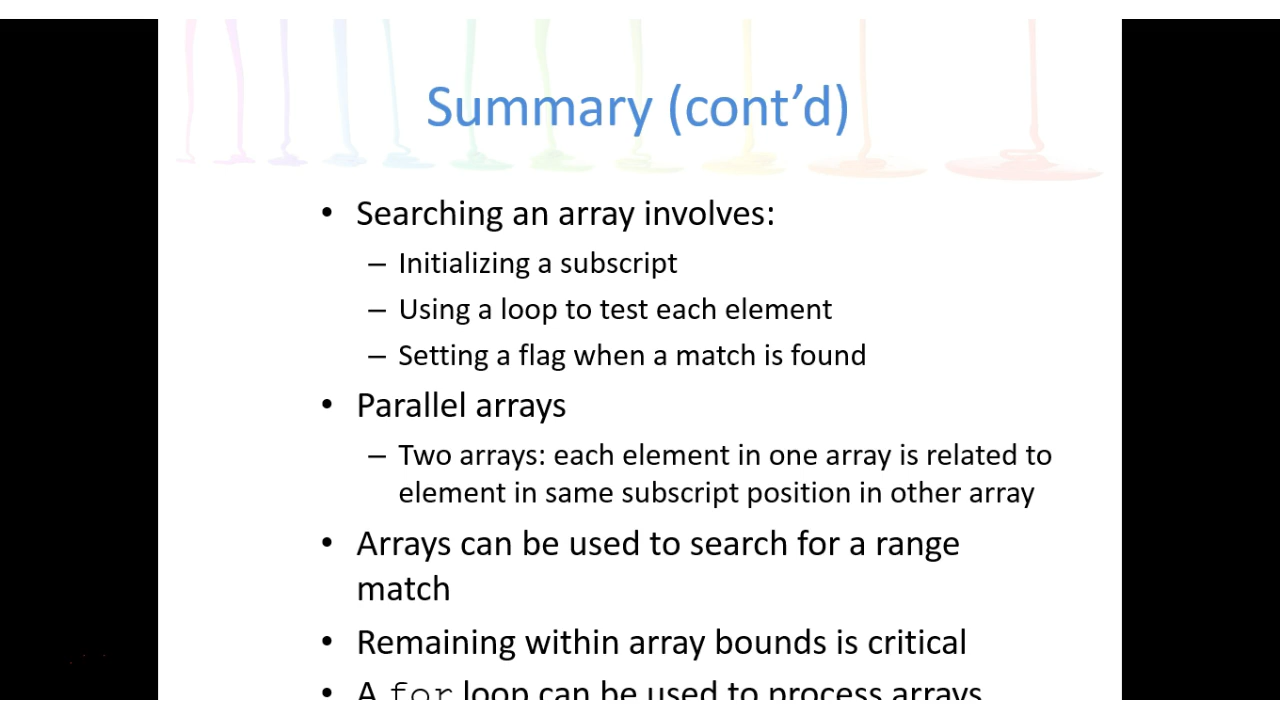 Summary (cont’d)
• Searching an array involves:
– Initializing a subscript
– Using a loop to test each element
– Setting a flag when a match is found
• Parallel arrays
– Two arrays: each element in one array is related to
element in same subscript position in other array
• Arrays can be used to search for a range
match
• Remaining within array bounds is critical
• A for loop can be used to process arrays